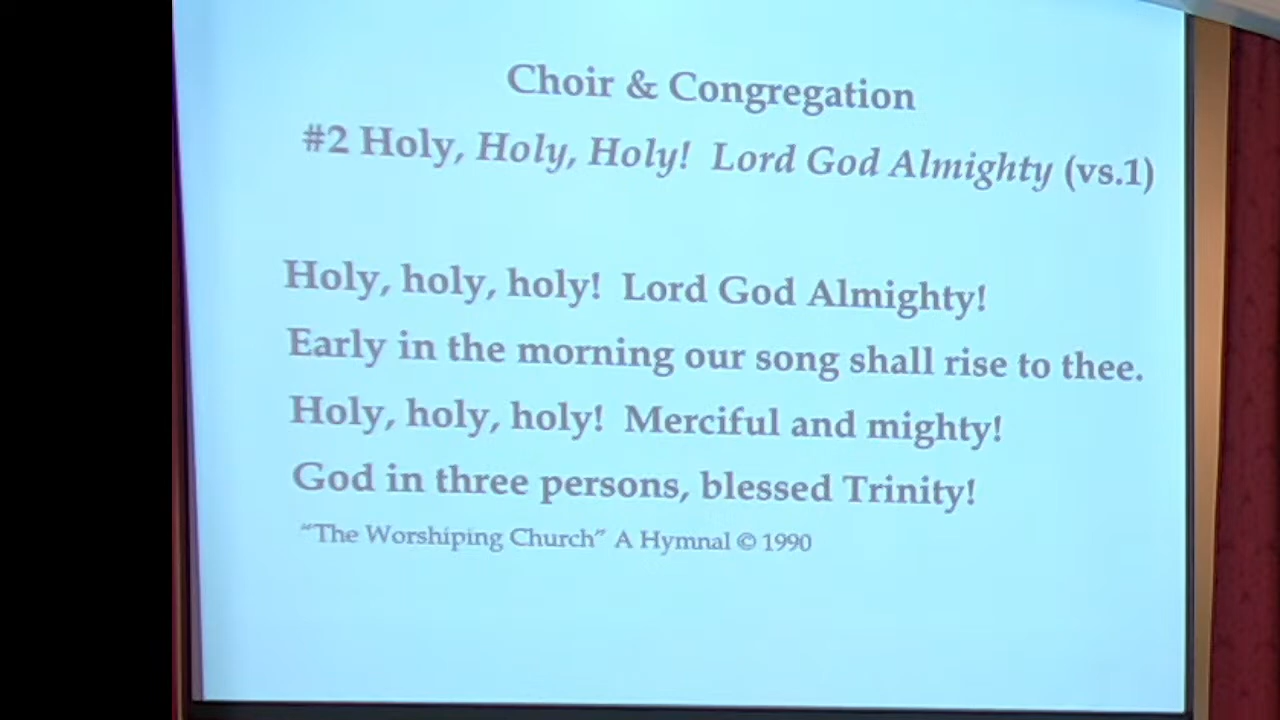 Choir & Congregation
#2 Holy, Holy, Holy!  Lord God Almighty (vs.1)
Holy, holy, holy!  Lord God Almighty!
Early in the morning our song shall rise to thee.
Holy, holy, holy!  Merciful and mighty!
God in three persons, blessed Trinity!
“The Worshiping Church” A Hymnal © 1990